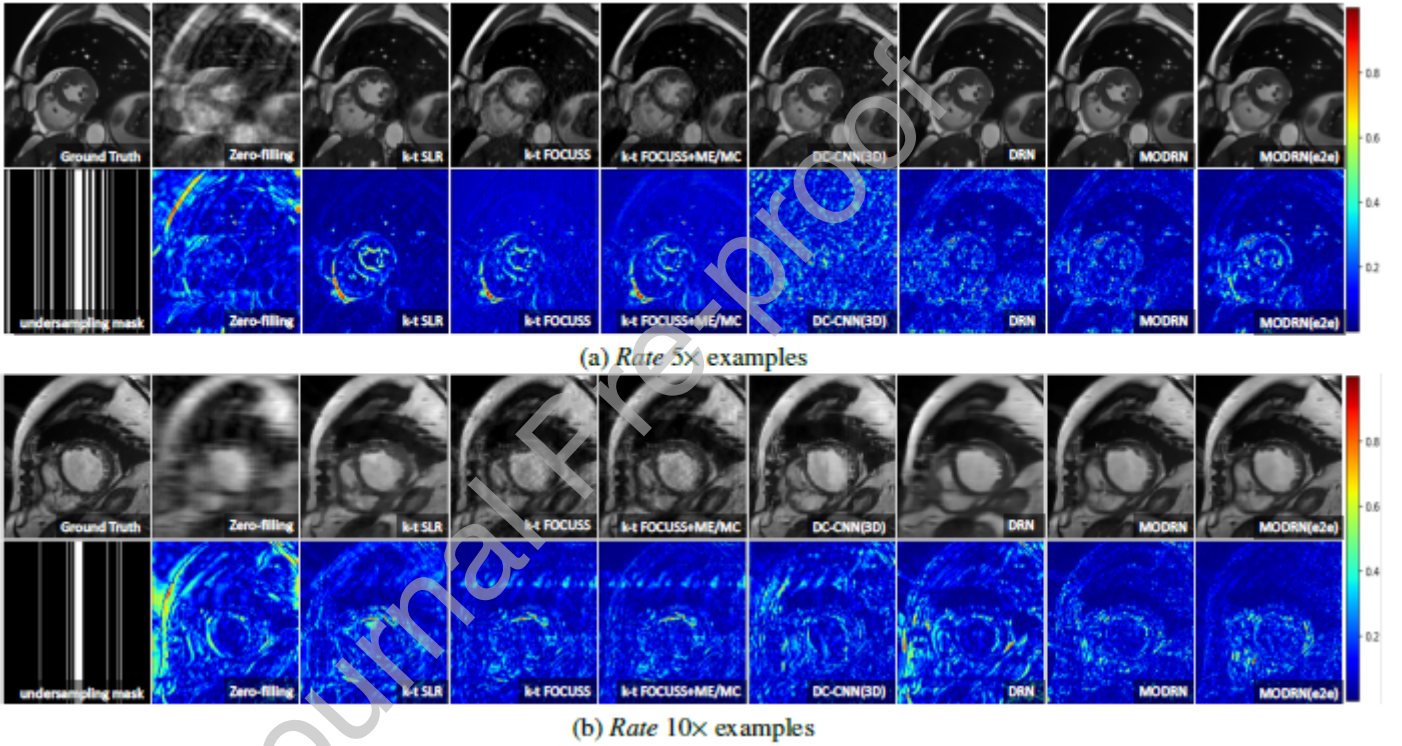 Ground Truth Zero-filling k-t SLR k-t FOCUSS k-t FOCUSS+ME/MC DC-CNN(3D) DRN MODRN MODRN(e2e)
0.8
0.6
0.4
0.2
undersampling mask Zero-filling k-t SLR k-t FOCUSS k-t FOCUSS+ME/MC DC-CNN(3D) DRN MODRN MODRN(e2e)
(a) Rate 5× examples
Ground Truth Zero-filling k-t SLR k-t FOCUSS k-t FOCUSS+ME/MC DC-CNN(3D) DRN MODRN MODRN(e2e)
0.8
0.6
0.4
0.2
undersampling mask Zero-filling k-t SLR k-t FOCUSS k-t FOCUSS+ME/MC DC-CNN(3D) DRN MODRN MODRN(e2e)
(b) Rate 10× examples
ournal Pre-proof